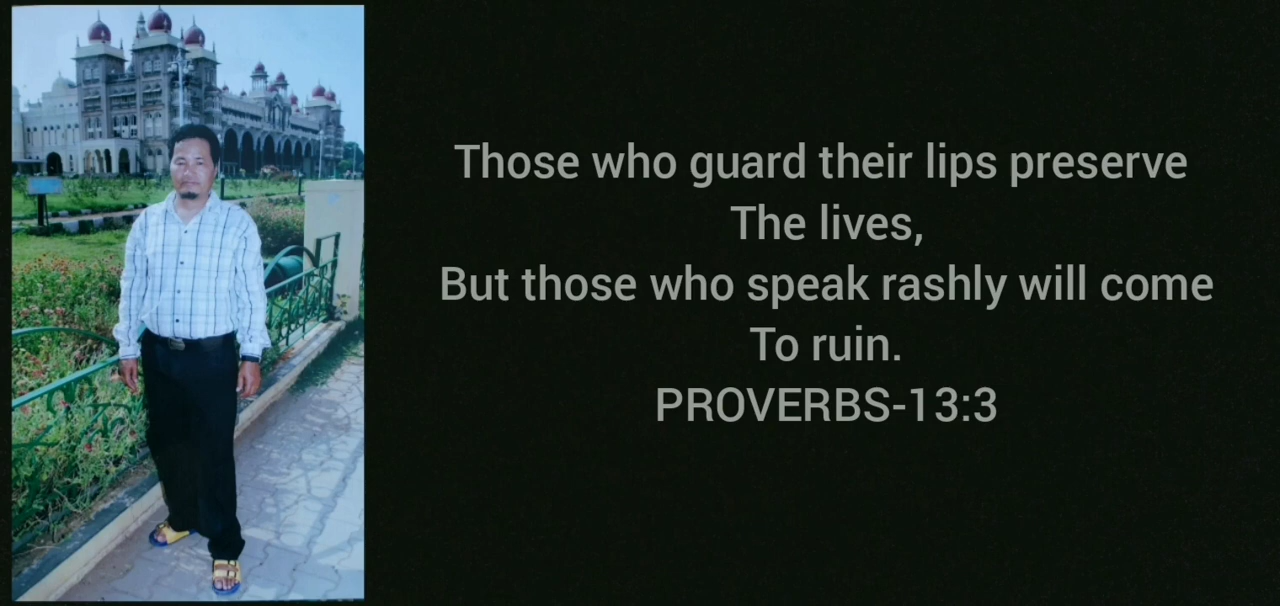 Those who guard their lips preserve
The lives,
But those who speak rashly will come
To ruin.
PROVERBS-13:3